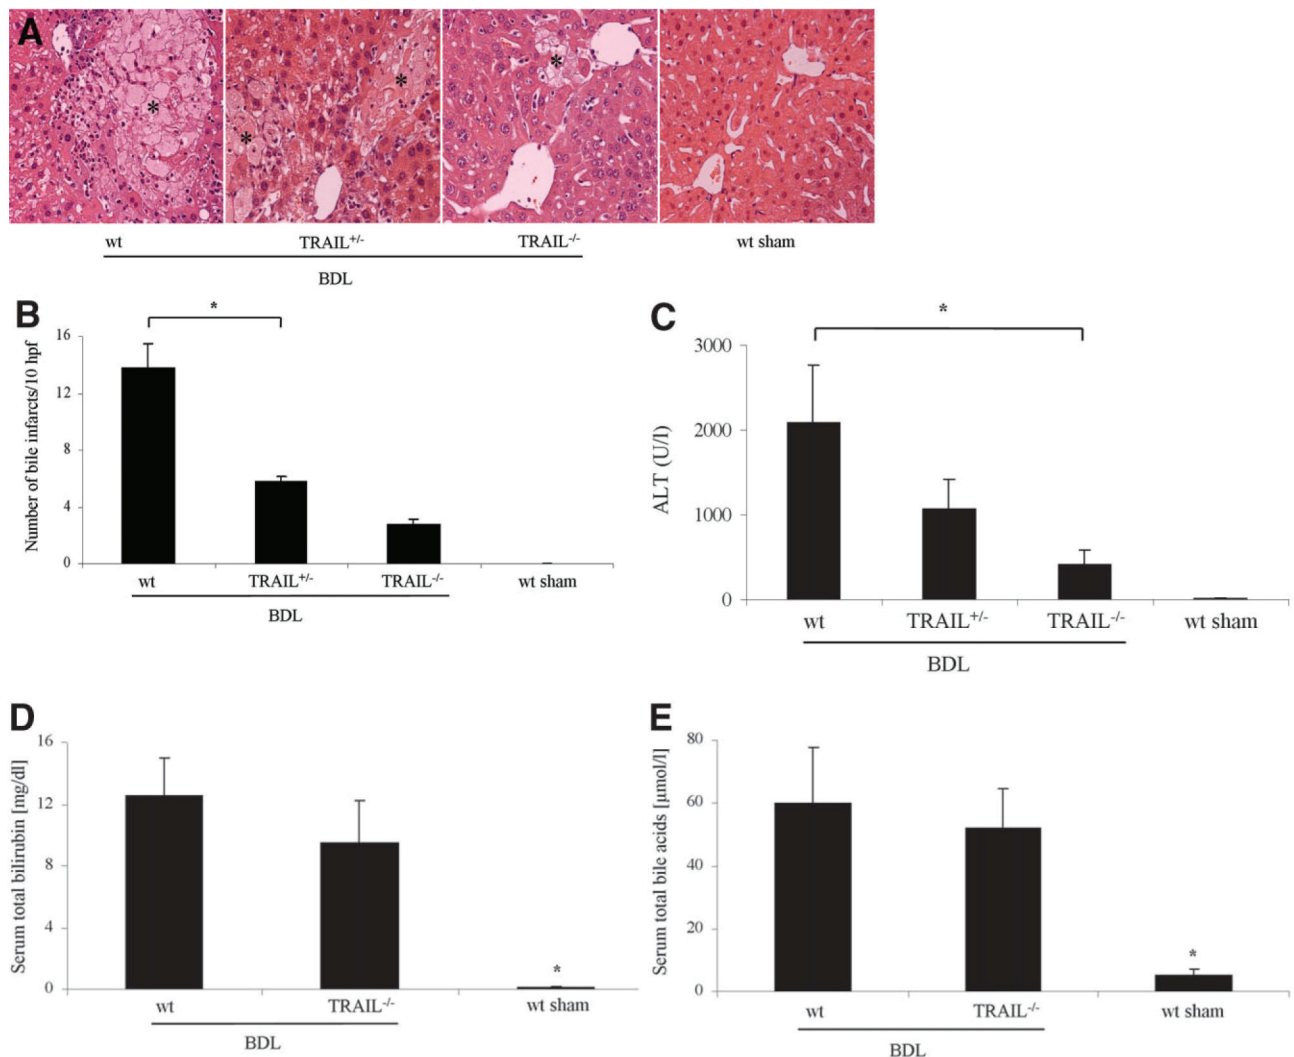 A
* * * *
wt TRAIL+/- TRAIL-/- wt sham
BDL
B
*
Number of bile infarcts/10 hpf
16
12
8
4
0
wt TRAIL+/- TRAIL-/- wt sham
BDL
C
*
ALT (U/l)
3000
2000
1000
0
wt TRAIL+/- TRAIL-/- wt sham
BDL
D
Serum total bilirubin [mg/dl]
16
12
8
4
0
*
wt TRAIL-/- wt sham
BDL
E
Serum total bile acids [µmol/l]
80
60
40
20
0
*
wt TRAIL-/- wt sham
BDL